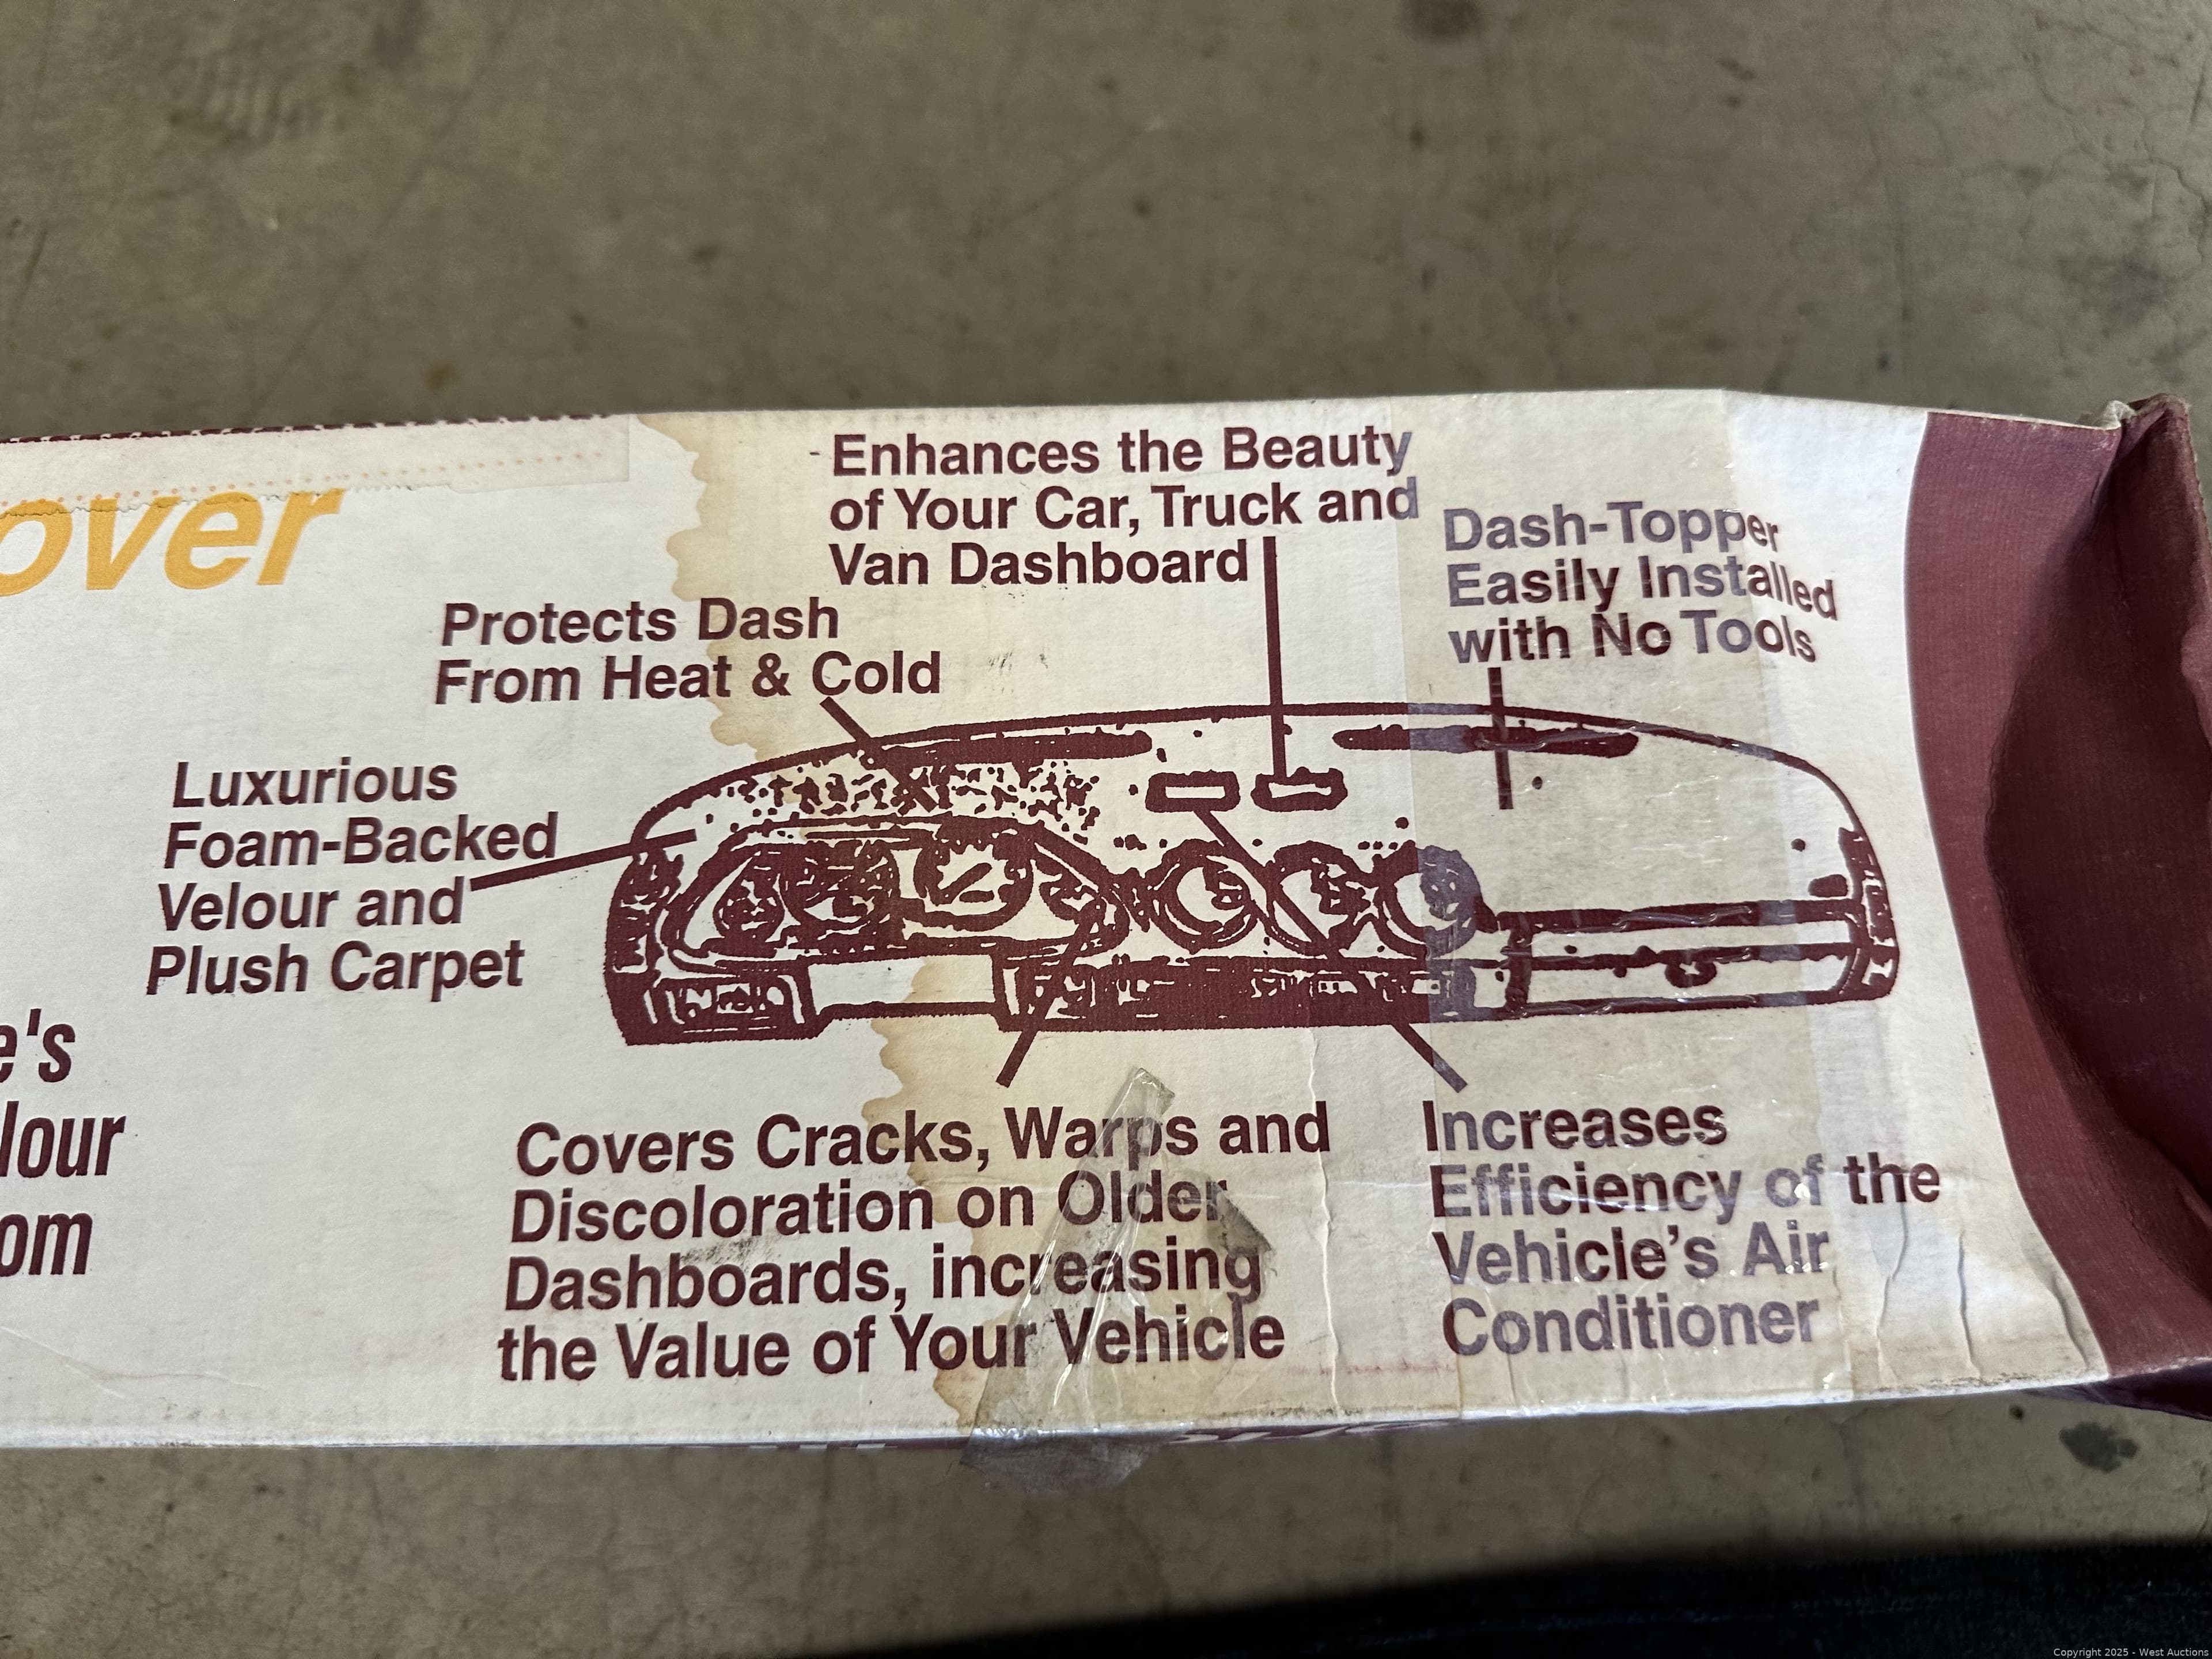 over
Enhances the Beauty
of Your Car, Truck and
Van Dashboard
Dash-Topper
Easily Installed
with No Tools
Protects Dash
From Heat & Cold
Luxurious
Foam-Backed
Velour and
Plush Carpet
e's
lour
om
Covers Cracks, Warps and
Discoloration on Older
Dashboards, increasing
the Value of Your Vehicle
Increases
Efficiency of the
Vehicle's Air
Conditioner
Copyright 2025 - West Auctions